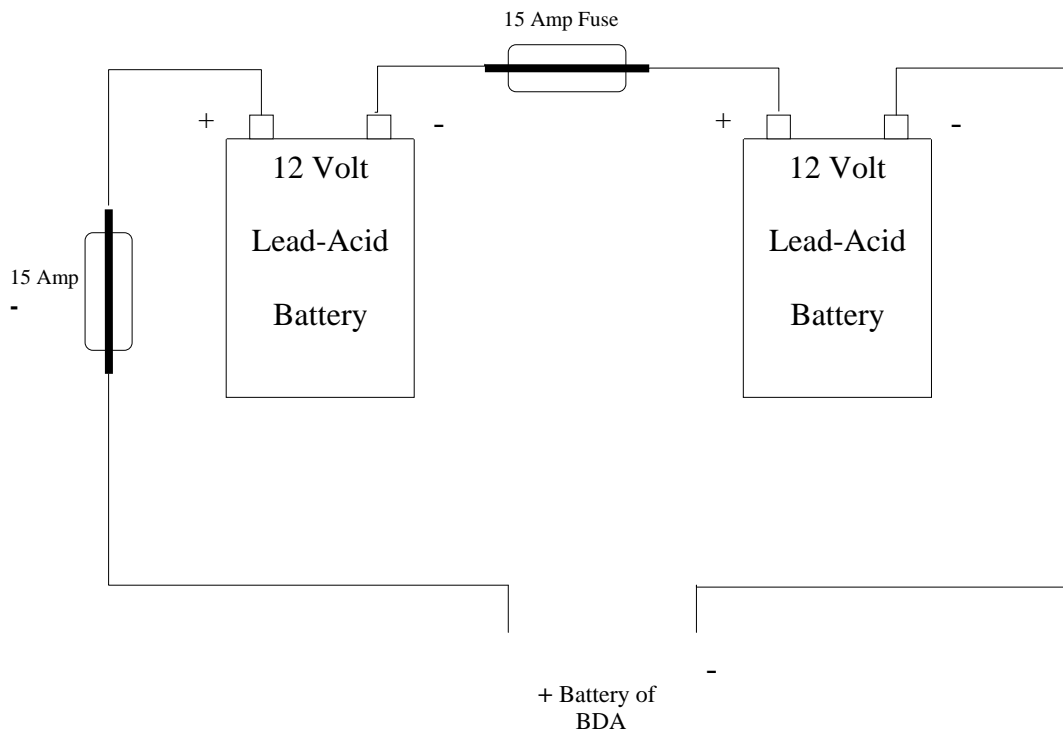 15 Amp Fuse
+ - + -
12 Volt
Lead-Acid
Battery
12 Volt
Lead-Acid
Battery
15 Amp
-
-
+ Battery of
BDA